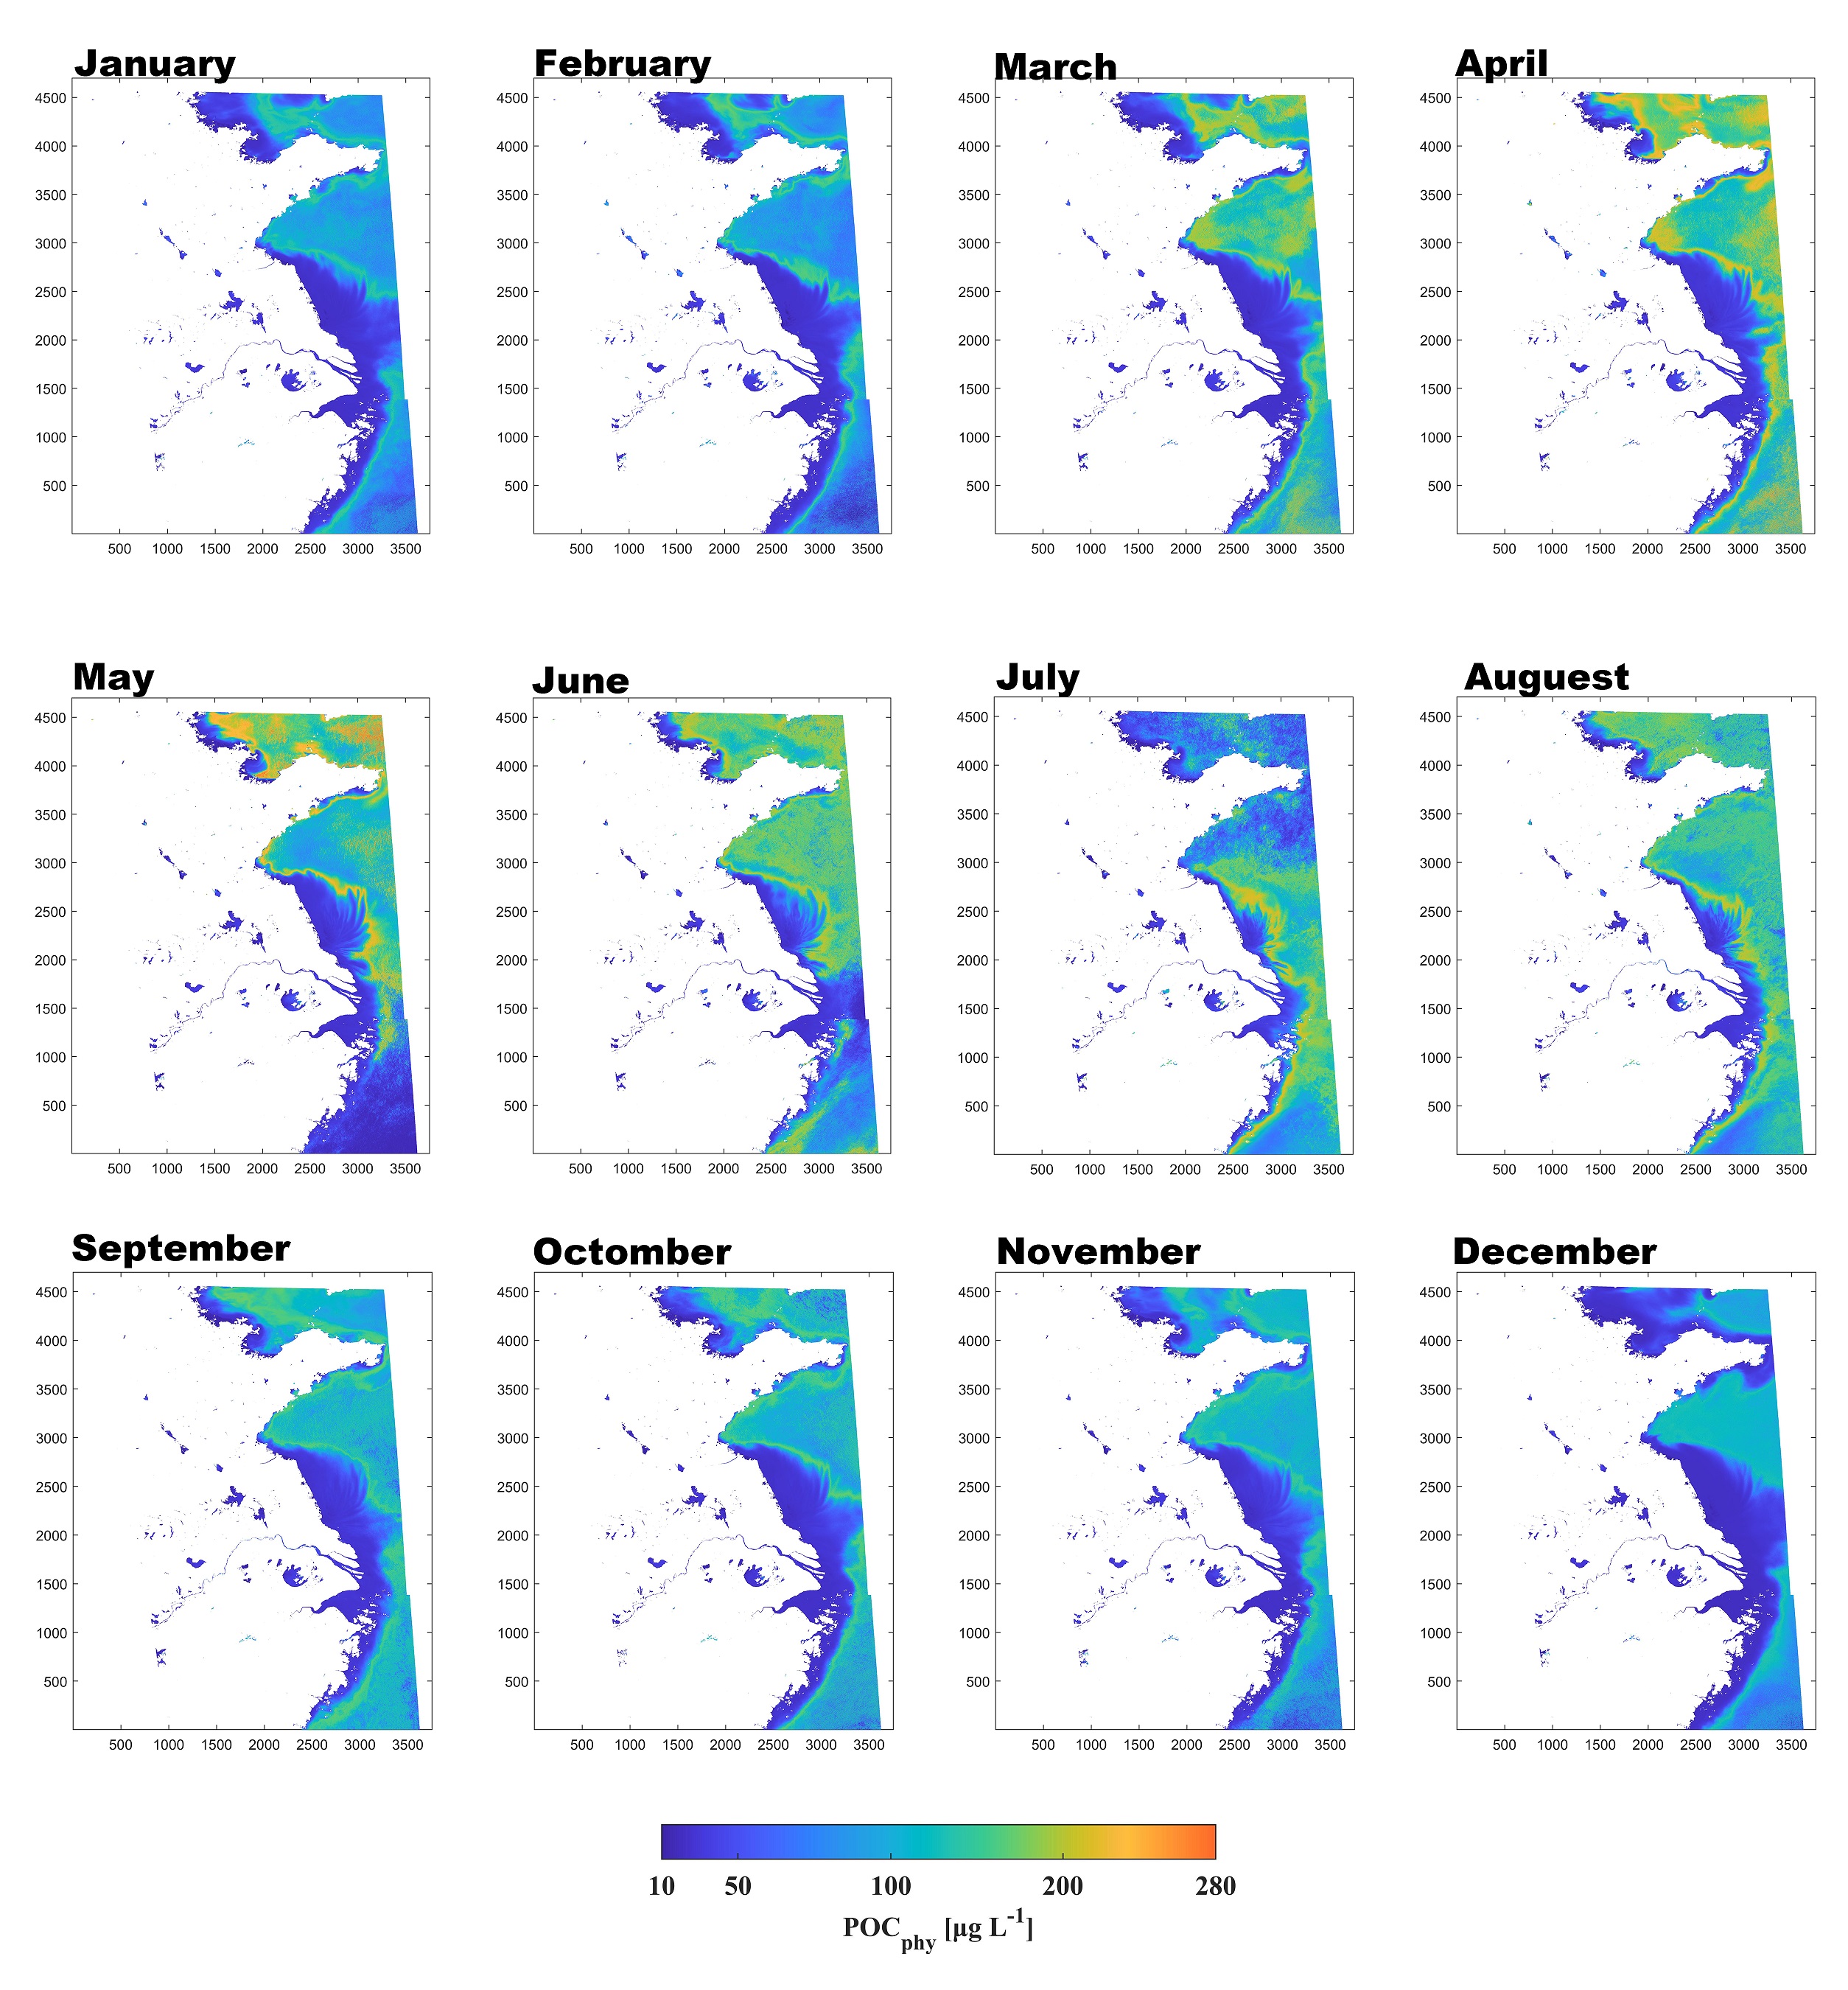 January February March April
4500 4500 4500 4500
4000 4000 4000 4000
3500 3500 3500 3500
3000 3000 3000 3000
2500 2500 2500 2500
2000 2000 2000 2000
1500 1500 1500 1500
1000 1000 1000 1000
500 500 500 500
500 1000 1500 2000 2500 3000 3500 500 1000 1500 2000 2500 3000 3500 500 1000 1500 2000 2500 3000 3500 500 1000 1500 2000 2500 3000 3500
May June July Auguest
4500 4500 4500 4500
4000 4000 4000 4000
3500 3500 3500 3500
3000 3000 3000 3000
2500 2500 2500 2500
2000 2000 2000 2000
1500 1500 1500 1500
1000 1000 1000 1000
500 500 500 500
500 1000 1500 2000 2500 3000 3500 500 1000 1500 2000 2500 3000 3500 500 1000 1500 2000 2500 3000 3500 500 1000 1500 2000 2500 3000 3500
September Octomber November December
4500 4500 4500 4500
4000 4000 4000 4000
3500 3500 3500 3500
3000 3000 3000 3000
2500 2500 2500 2500
2000 2000 2000 2000
1500 1500 1500 1500
1000 1000 1000 1000
500 500 500 500
500 1000 1500 2000 2500 3000 3500 500 1000 1500 2000 2500 3000 3500 500 1000 1500 2000 2500 3000 3500 500 1000 1500 2000 2500 3000 3500
10 50 100 200 280
POCphy [µg L-1]